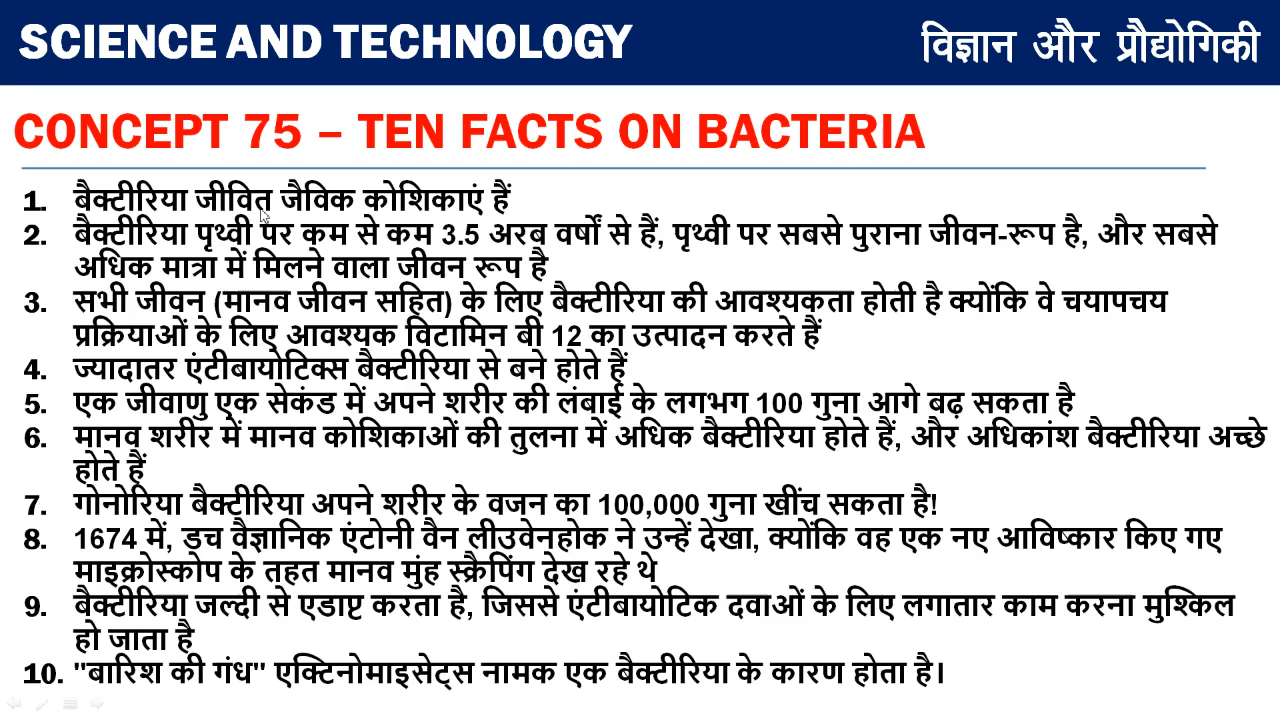 SCIENCE AND TECHNOLOGY विज्ञान और प्रौद्योगिकी
CONCEPT 75 – TEN FACTS ON BACTERIA
1. बैक्टीरिया जीवित जैविक कोशिकाएं हैं
2. बैक्टीरिया पृथ्वी पर कम से कम 3.5 अरब वर्षों से हैं, पृथ्वी पर सबसे पुराना जीवन-रूप है, और सबसे
अधिक मात्रा में मिलने वाला जीवन रूप है
3. सभी जीवन (मानव जीवन सहित) के लिए बैक्टीरिया की आवश्यकता होती है क्योंकि वे चयापचय
प्रक्रियाओं के लिए आवश्यक विटामिन बी 12 का उत्पादन करते हैं
4. ज्यादातर एंटीबायोटिक्स बैक्टीरिया से बने होते हैं
5. एक जीवाणु एक सेकंड में अपने शरीर की लंबाई के लगभग 100 गुना आगे बढ़ सकता है
6. मानव शरीर में मानव कोशिकाओं की तुलना में अधिक बैक्टीरिया होते हैं, और अधिकांश बैक्टीरिया अच्छे
होते हैं
7. गोनोरिया बैक्टीरिया अपने शरीर के वजन का 100,000 गुना खींच सकता है!
8. 1674 में, डच वैज्ञानिक एंटोनी वैन लीउवेनहोक ने उन्हें देखा, क्योंकि वह एक नए आविष्कार किए गए
माइक्रोस्कोप के तहत मानव मुंह स्क्रैपिंग देख रहे थे
9. बैक्टीरिया जल्दी से एडाप्ट करता है, जिससे एंटीबायोटिक दवाओं के लिए लगातार काम करना मुश्किल
हो जाता है
10. "बारिश की गंध" एक्टिनोमाइसेट्स नामक एक बैक्टीरिया के कारण होता है।